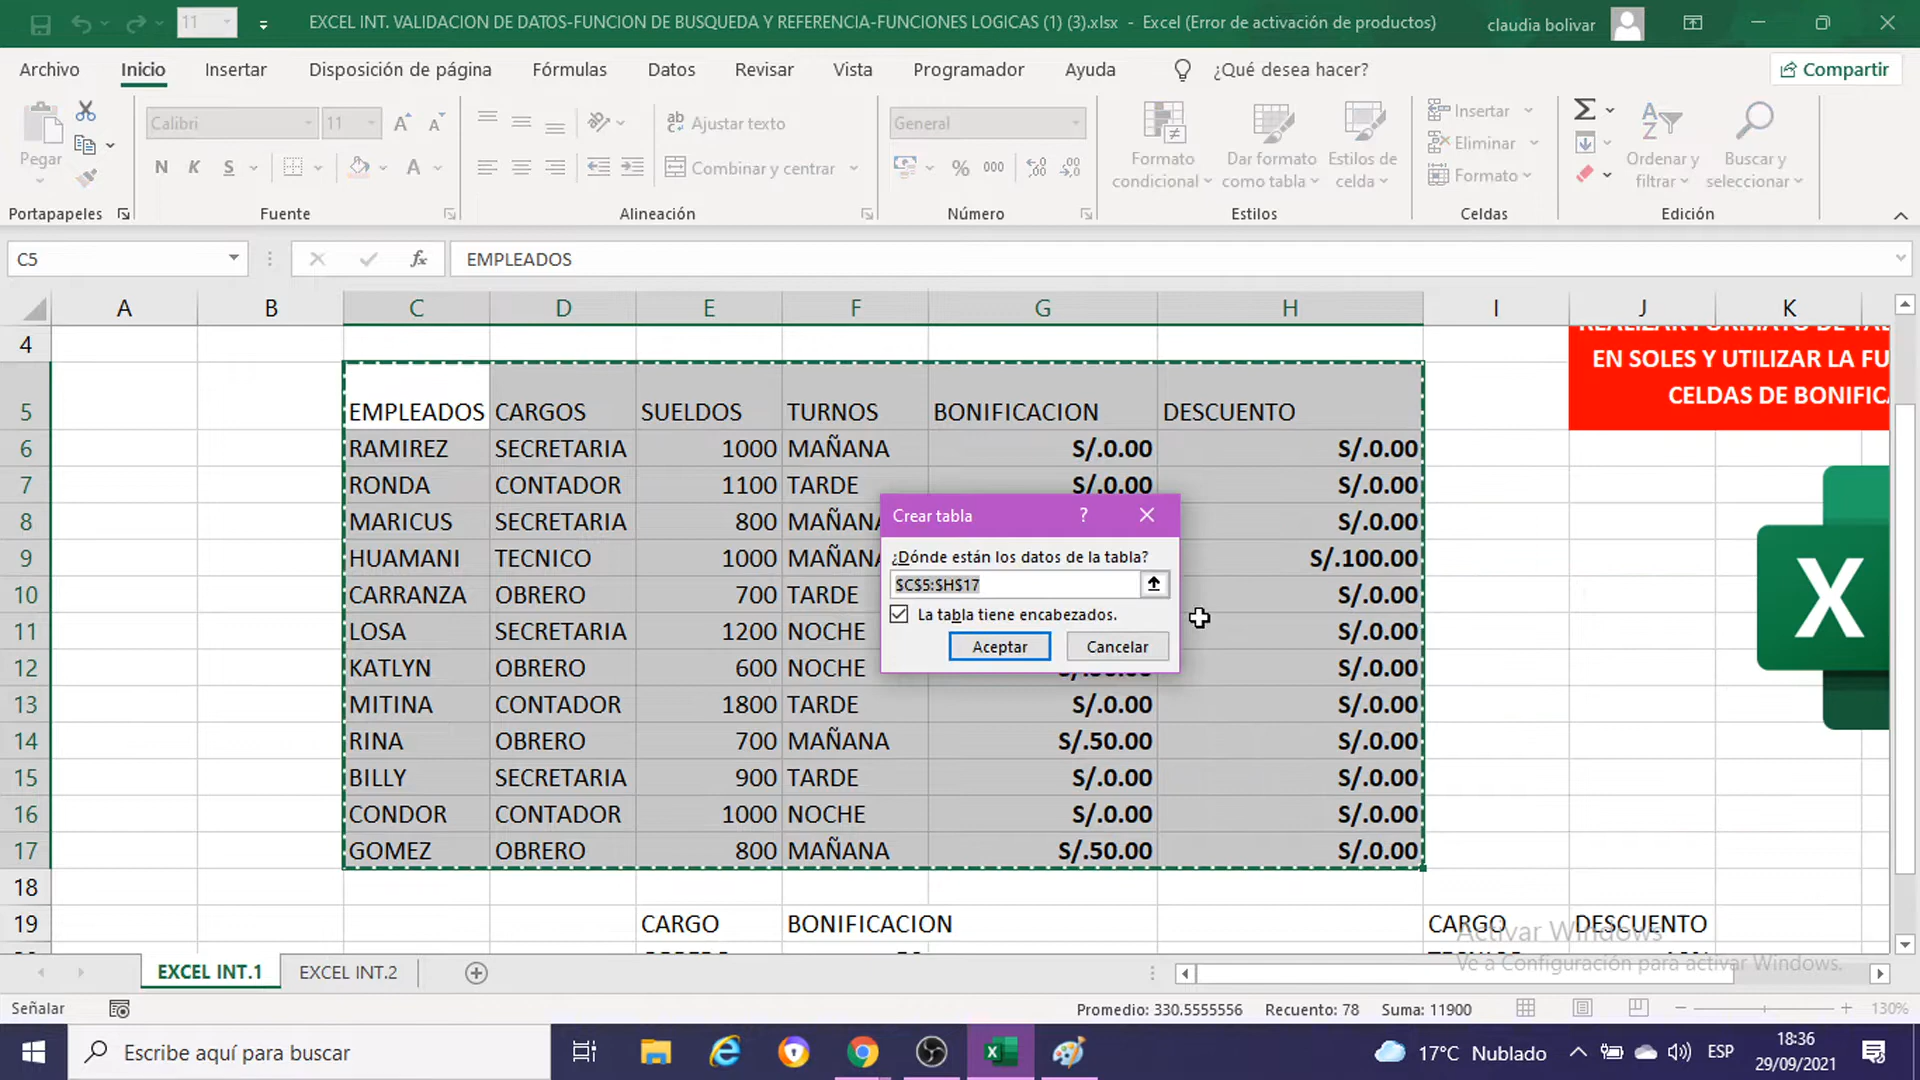 11
EXCEL INT. VALIDACION DE DATOS-FUNCION DE BUSQUEDA Y REFERENCIA-FUNCIONES LOGICAS (1) (3).xlsx - Excel (Error de activación de productos)
claudia bolivar
Archivo Inicio Insertar Disposición de página Fórmulas Datos Revisar Vista Programador Ayuda ¿Qué desea hacer? Compartir
Pegar
Calibri 11
N K S
ab Ajustar texto
Combinar y centrar
General
% 000
Formato condicional
Dar formato como tabla
Estilos de celda
Insertar
Eliminar
Formato
Ordenar y filtrar
Buscar y seleccionar
Portapapeles Fuente Alineación Número Estilos Celdas Edición
C5 fx EMPLEADOS
A B C D E F G H I J K
4
EN SOLES Y UTILIZAR LA FU
CELDAS DE BONIFICA
5 EMPLEADOS CARGOS SUELDOS TURNOS BONIFICACION DESCUENTO
6 RAMIREZ SECRETARIA 1000 MAÑANA S/.0.00 S/.0.00
7 RONDA CONTADOR 1100 TARDE S/.0.00 S/.0.00
8 MARICUS SECRETARIA 800 MAÑANA S/.0.00
9 HUAMANI TECNICO 1000 MAÑANA S/.100.00
10 CARRANZA OBRERO 700 TARDE S/.0.00
11 LOSA SECRETARIA 1200 NOCHE S/.0.00
12 KATLYN OBRERO 600 NOCHE S/.0.00
13 MITINA CONTADOR 1800 TARDE S/.0.00 S/.0.00
14 RINA OBRERO 700 MAÑANA S/.50.00 S/.0.00
15 BILLY SECRETARIA 900 TARDE S/.0.00 S/.0.00
16 CONDOR CONTADOR 1000 NOCHE S/.0.00 S/.0.00
17 GOMEZ OBRERO 800 MAÑANA S/.50.00 S/.0.00
18
19 CARGO BONIFICACION CARGO DESCUENTO
Crear tabla ?
¿Dónde están los datos de la tabla?
$C$5:$H$17
La tabla tiene encabezados.
Aceptar Cancelar
X
Activar Windows
Ve a Configuración para activar Windows.
EXCEL INT.1 EXCEL INT.2
Señalar Promedio: 330.5555556 Recuento: 78 Suma: 11900 130%
Escribe aquí para buscar
17°C Nublado ESP
18:36
29/09/2021